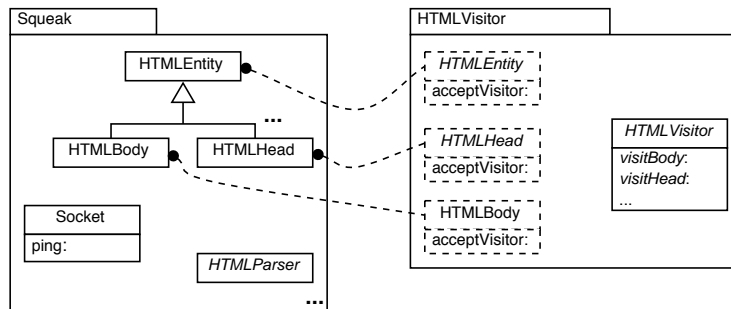 Squeak
HTMLEntity
...
HTMLBody
HTMLHead
Socket
ping:
HTMLParser
...
HTMLVisitor
HTMLEntity
acceptVisitor:
HTMLHead
acceptVisitor:
HTMLBody
acceptVisitor:
HTMLVisitor
visitBody:
visitHead:
...